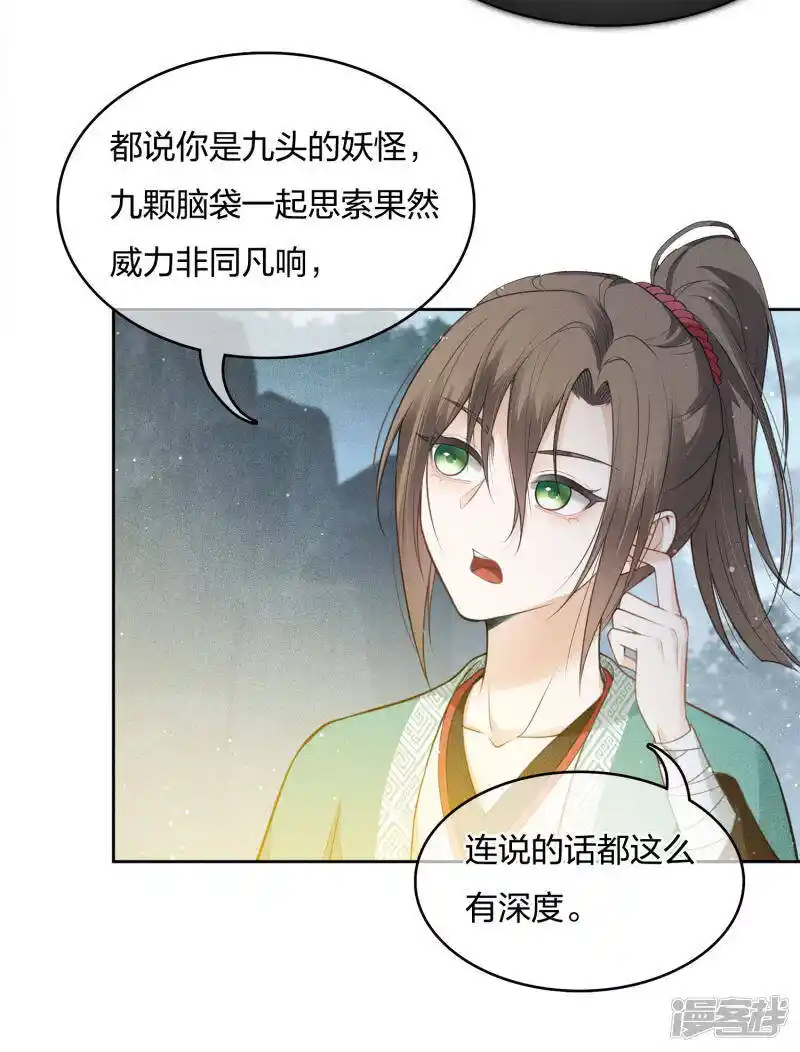 都说你是九头的妖怪，
九颗脑袋一起思索果然
威力非同凡响，
连说的话都这么
有深度。
漫客栈